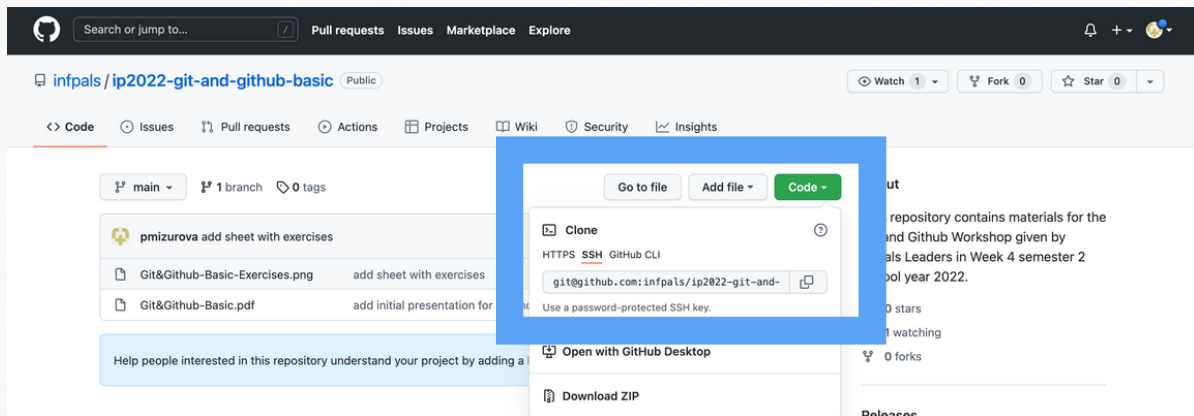 Search or jump to... / Pull requests Issues Marketplace Explore
infpals / ip2022-git-and-github-basic Public
Watch 1 Fork 0 Star 0
<> Code Issues Pull requests Actions Projects Wiki Security Insights
main 1 branch 0 tags Go to file Add file Code
pmizurova add sheet with exercises
Git&Github-Basic-Exercises.png add sheet with exercises
Git&Github-Basic.pdf add initial presentation for
Help people interested in this repository understand your project by adding a
Clone
HTTPS SSH GitHub CLI
git@github.com:infpals/ip2022-git-and-
Use a password-protected SSH key.
Open with GitHub Desktop
Download ZIP
repository contains materials for the
and Github Workshop given by
Leaders in Week 4 semester 2
year 2022.
0 stars
1 watching
0 forks
Releases